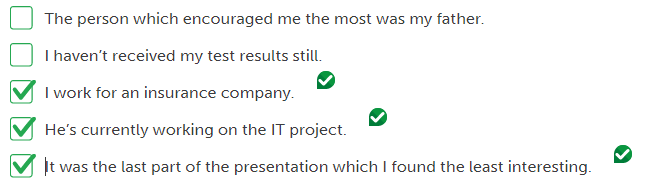 The person which encouraged me the most was my father.
I haven't received my test results still.
I work for an insurance company.
He's currently working on the IT project.
It was the last part of the presentation which I found the least interesting.